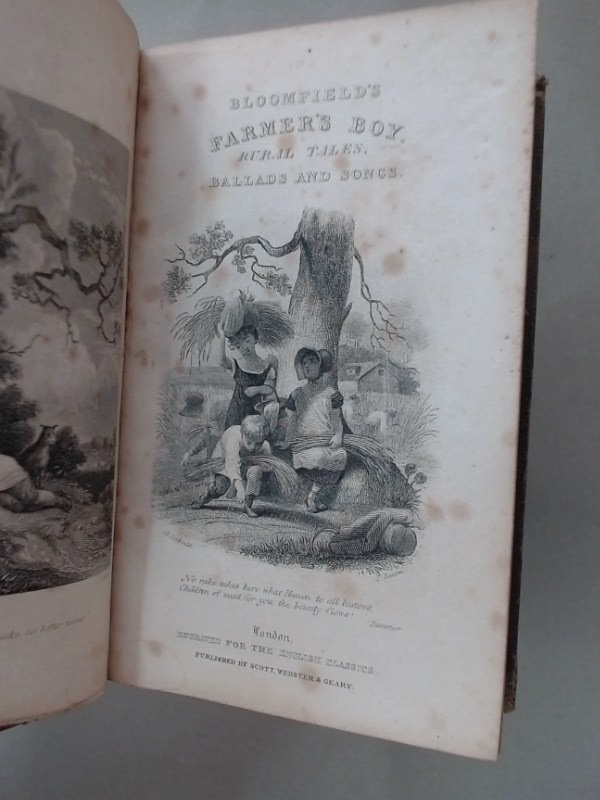 BLOOMFIELD'S
FARMER'S BOY,
RURAL TALES,
BALLADS AND SONGS.
No rake takes here what Heaven to all bestows,
Children of want, for you the bounty flows!
Summer
London.
ENGRAVED FOR THE ENGLISH CLASSICS,
PUBLISHED BY SCOTT, WEBSTER & GEARY.